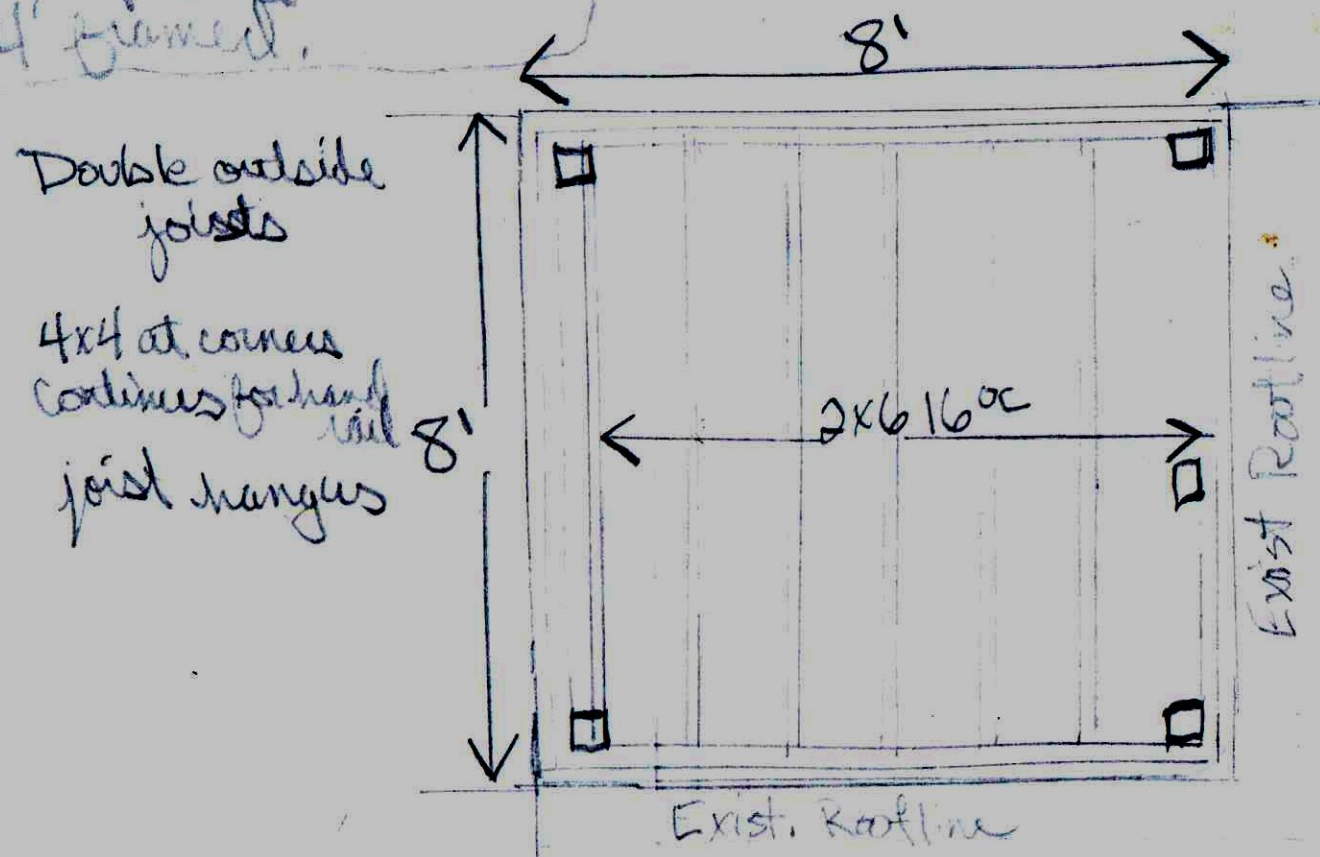 4' framed.
8'
Double outside
joists
4x4 at corners
continues for hand
rail
joist hangers
8'
2x6 16 oc
Exist Roofline
Exist. Roofline